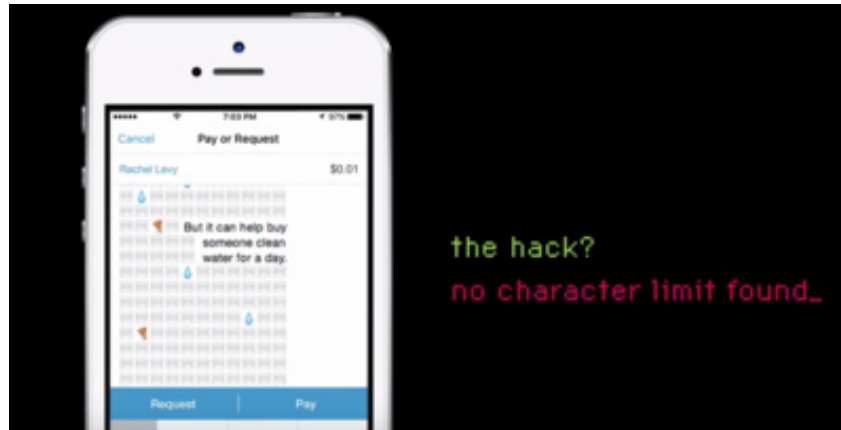 7:03 PM
97%
Cancel
Pay or Request
Rachel Levy
$0.01
But it can help buy
someone clean
water for a day.
the hack?
no character limit found_
Request
Pay